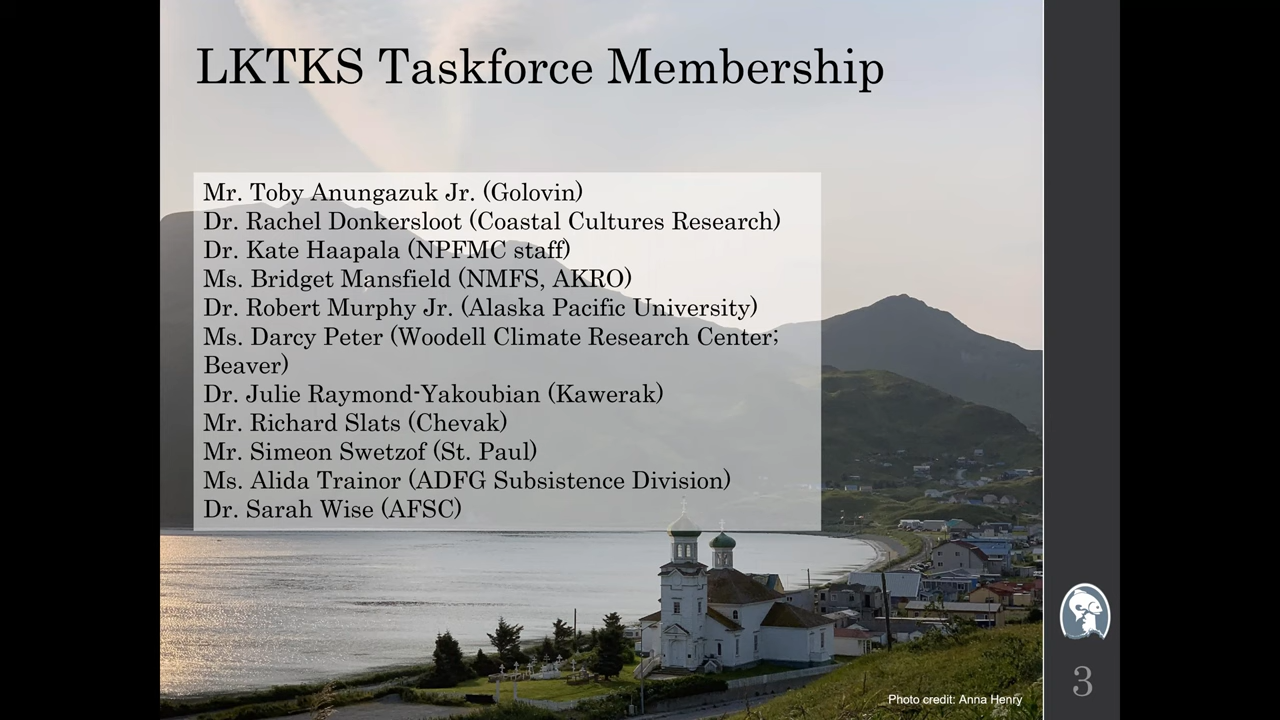 LKTKS Taskforce Membership
Mr. Toby Anungazuk Jr. (Golovin)
Dr. Rachel Donkersloot (Coastal Cultures Research)
Dr. Kate Haapala (NPFMC staff)
Ms. Bridget Mansfield (NMFS, AKRO)
Dr. Robert Murphy Jr. (Alaska Pacific University)
Ms. Darcy Peter (Woodell Climate Research Center;
Beaver)
Dr. Julie Raymond-Yakoubian (Kawerak)
Mr. Richard Slats (Chevak)
Mr. Simeon Swetzof (St. Paul)
Ms. Alida Trainor (ADFG Subsistence Division)
Dr. Sarah Wise (AFSC)
3
Photo credit: Anna Henry